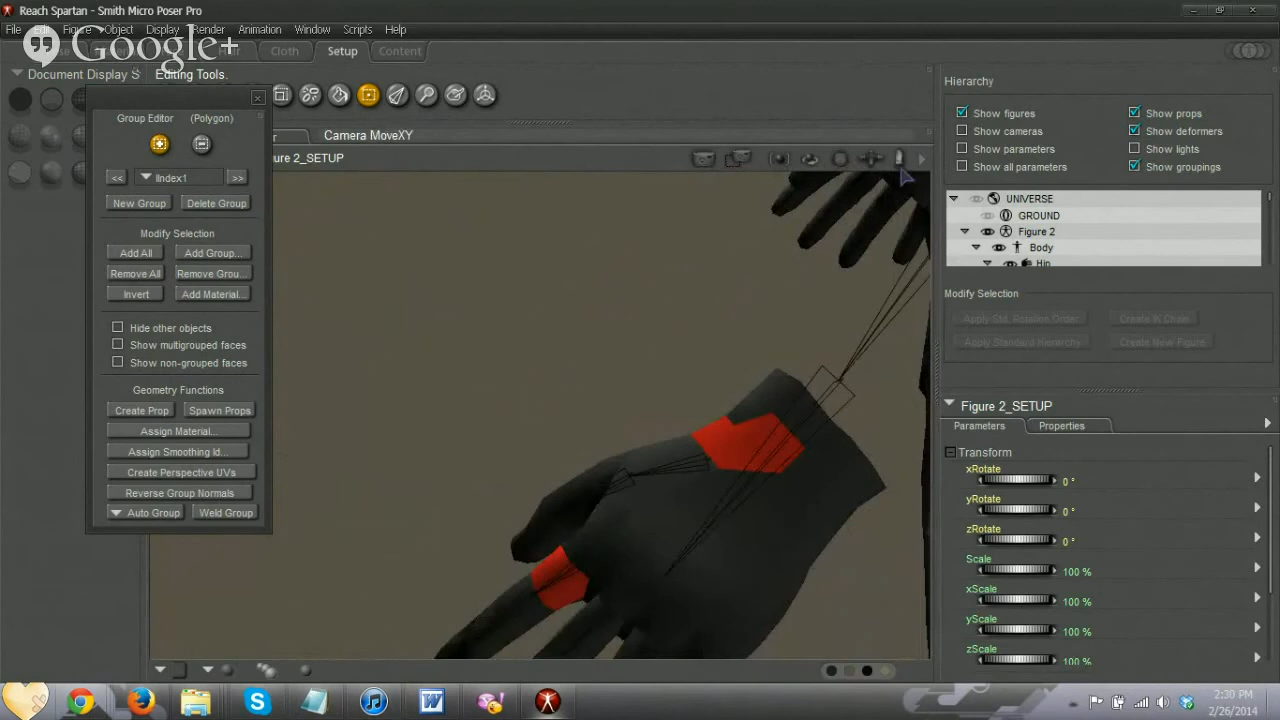 Reach Spartan - Smith Micro Poser Pro
File Edit Figure Object Display Render Animation Window Scripts Help
Google+
Cloth Setup Content
Document Display S Editing Tools.
Group Editor (Polygon)
<< lIndex1 >>
New Group Delete Group
Modify Selection
Add All Add Group...
Remove All Remove Grou...
Invert Add Material...
Hide other objects
Show multigrouped faces
Show non-grouped faces
Geometry Functions
Create Prop Spawn Props
Assign Material...
Assign Smoothing Id...
Create Perspective UVs
Reverse Group Normals
Auto Group Weld Group
Camera MoveXY
ure 2_SETUP
Hierarchy
Show figures Show props
Show cameras Show deformers
Show parameters Show lights
Show all parameters Show groupings
UNIVERSE
GROUND
Figure 2
Body
Hip
Modify Selection
Apply Std. Rotation Order Create IK Chain
Apply Standard Hierarchy Create New Figure
Figure 2_SETUP
Parameters Properties
Transform
xRotate
0 °
yRotate
0 °
zRotate
0 °
Scale
100 %
xScale
100 %
yScale
100 %
zScale
100 %
2:30 PM
2/26/2014